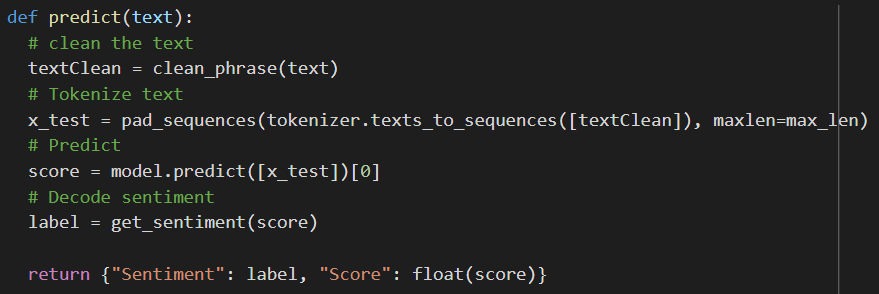 def predict(text):
# clean the text
textClean = clean_phrase(text)
# Tokenize text
x_test = pad_sequences(tokenizer.texts_to_sequences([textClean]), maxlen=max_len)
# Predict
score = model.predict([x_test])[0]
# Decode sentiment
label = get_sentiment(score)
return {"Sentiment": label, "Score": float(score)}